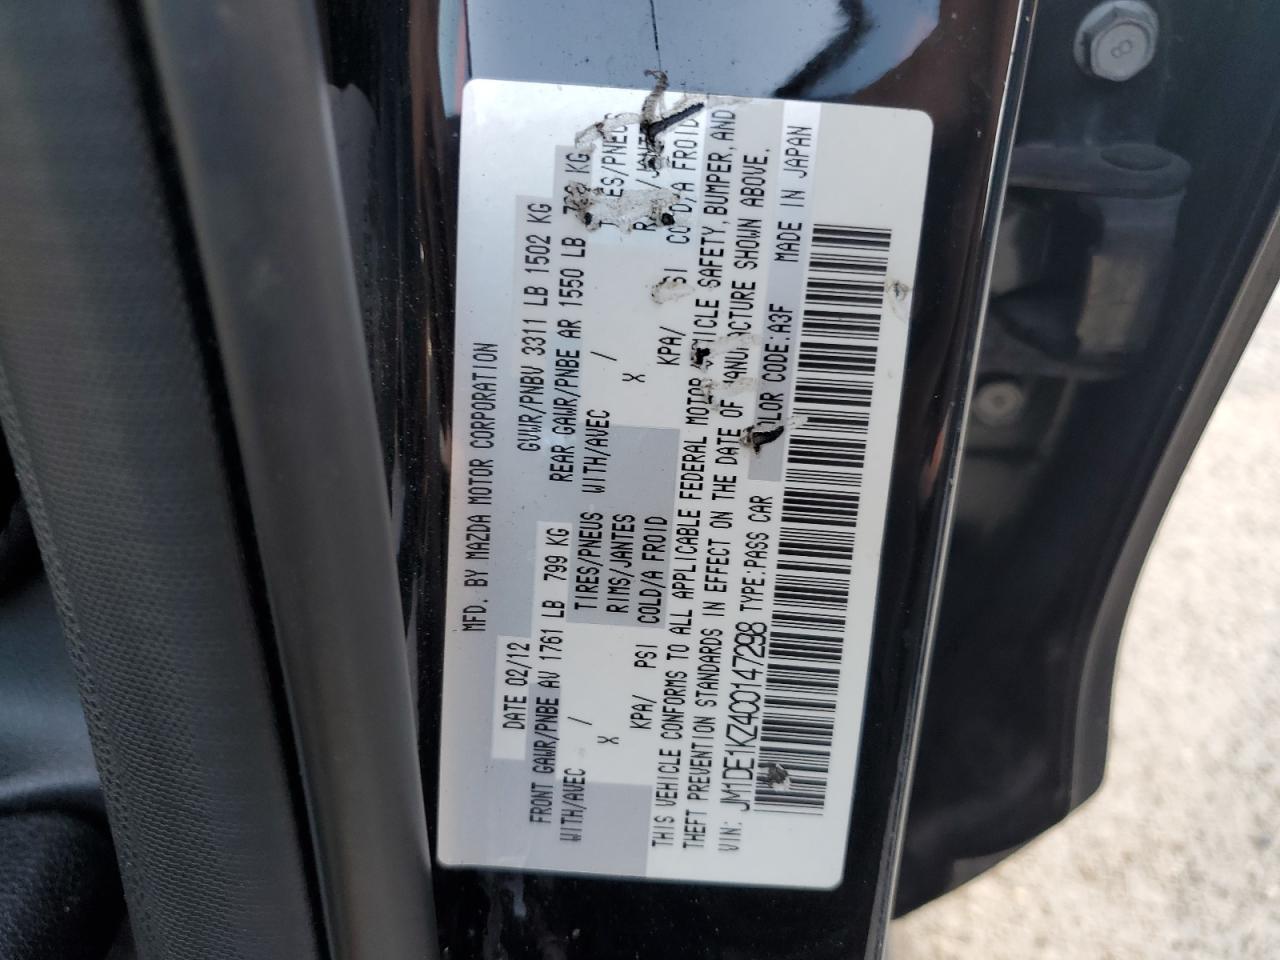 MFD. BY MAZDA MOTOR CORPORATION
DATE 02/12 GVWR/PNBV 3311 LB 1502 KG
FRONT GAWR/PNBE AV 1761 LB 799 KG REAR GAWR/PNBE AR 1550 LB KG
WITH/AVEC / TIRES/PNEUS WITH/AVEC / /PNEUS
X RIMS/JANTES X
KPA/ PSI COLD/A FROID KPA/ FROID
THIS VEHICLE CONFORMS TO ALL APPLICABLE FEDERAL MOTOR VEHICLE SAFETY, BUMPER, AND
THEFT PREVENTION STANDARDS IN EFFECT ON THE DATE OF MANUFACTURE SHOWN ABOVE.
VIN: JM1DE1KZ4C0147298 TYPE:PASS CAR COLOR CODE:A3F MADE IN JAPAN
8